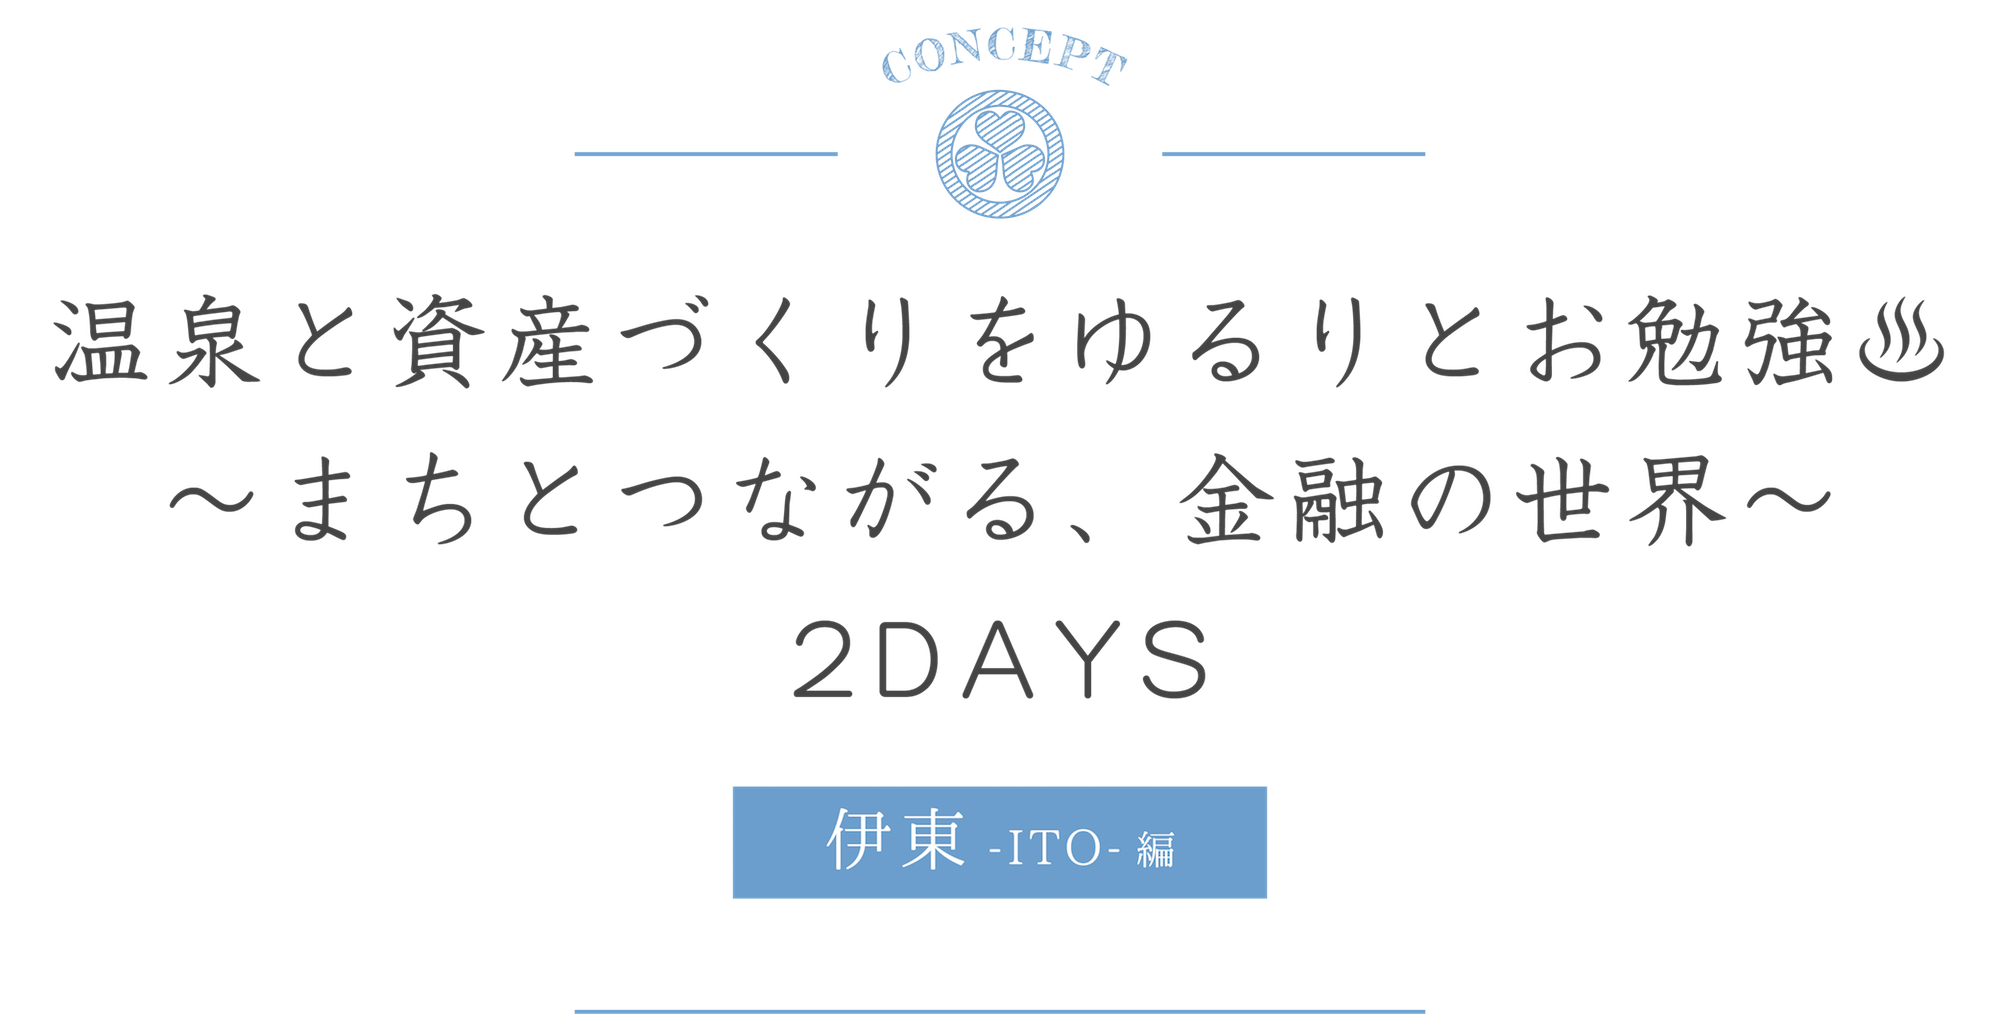 CONCEPT
温泉と資産づくりをゆるりとお勉強♨
～まちとつながる、金融の世界～
2DAYS
伊東 -ITO- 編